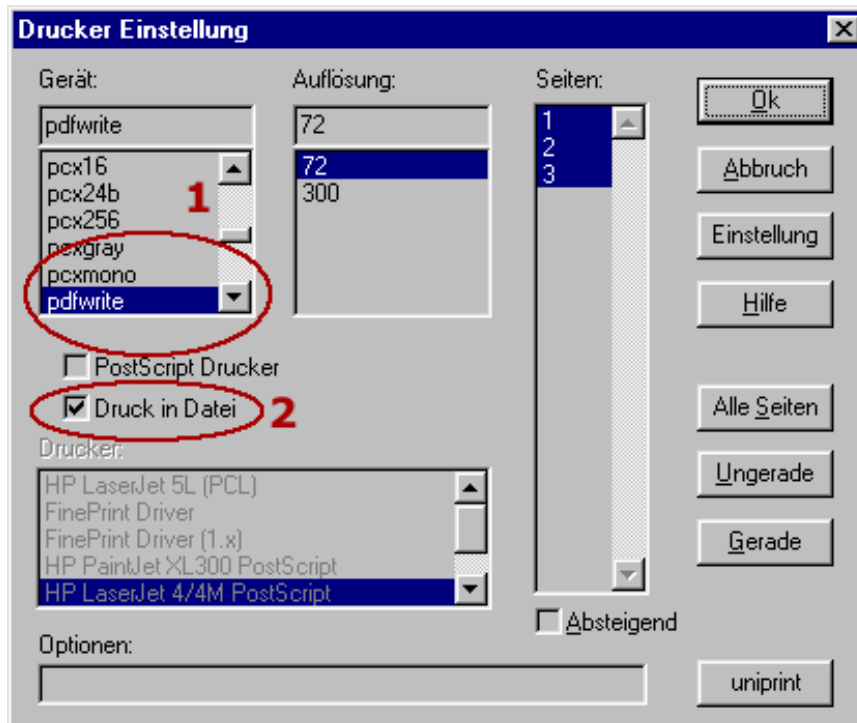 Drucker Einstellung
Gerät:
pdfwrite
pcx16
pcx24b
pcx256
pcxgray
pcxmono
pdfwrite
1
PostScript Drucker
Druck in Datei
2
Auflösung:
72
72
300
Seiten:
1
2
3
Absteigend
Drucker:
HP LaserJet 5L (PCL)
FinePrint Driver
FinePrint Driver (1.x)
HP PaintJet XL300 PostScript
HP LaserJet 4/4M PostScript
Optionen:
Ok
Abbruch
Einstellung
Hilfe
Alle Seiten
Ungerade
Gerade
uniprint